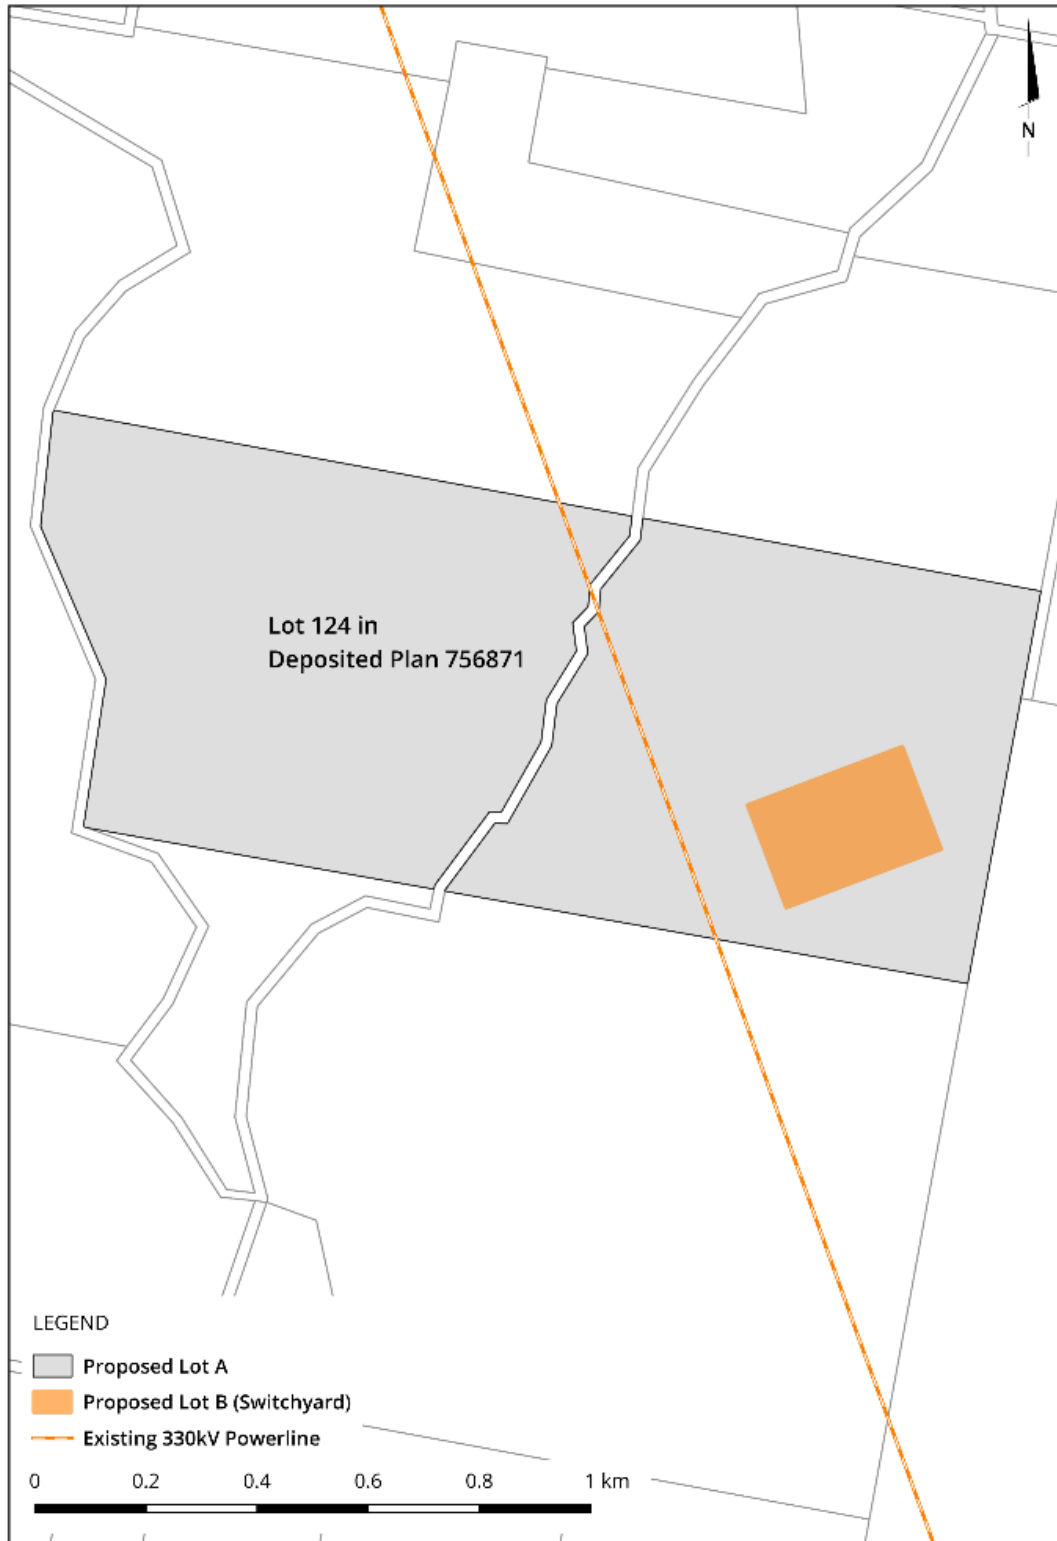 N
Lot 124 in
Deposited Plan 756871
LEGEND
Proposed Lot A
Proposed Lot B (Switchyard)
Existing 330kV Powerline
0 0.2 0.4 0.6 0.8 1 km